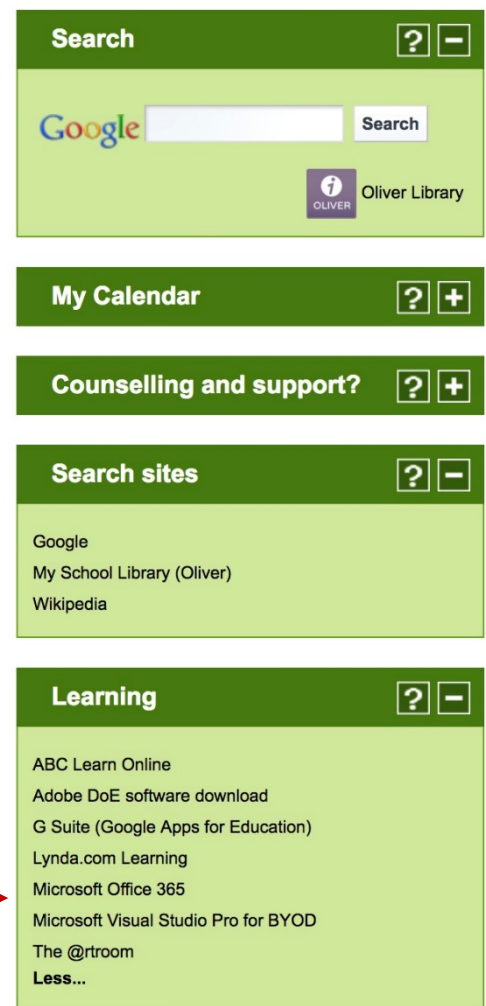 Search ? −
Google Search
i OLIVER Oliver Library
My Calendar ? +
Counselling and support? ? +
Search sites ? −
Google
My School Library (Oliver)
Wikipedia
Learning ? −
ABC Learn Online
Adobe DoE software download
G Suite (Google Apps for Education)
Lynda.com Learning
Microsoft Office 365
Microsoft Visual Studio Pro for BYOD
The @rtroom
Less...